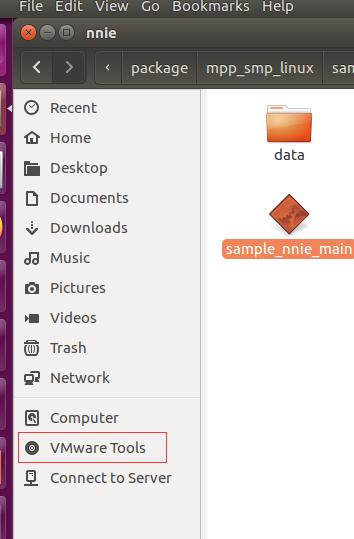 File Edit View Go Bookmarks Help
nnie
package mpp_smp_linux sam
Recent
Home
Desktop
Documents
Downloads
Music
Pictures
Videos
Trash
Network
Computer
VMware Tools
Connect to Server
data
sample_nnie_main